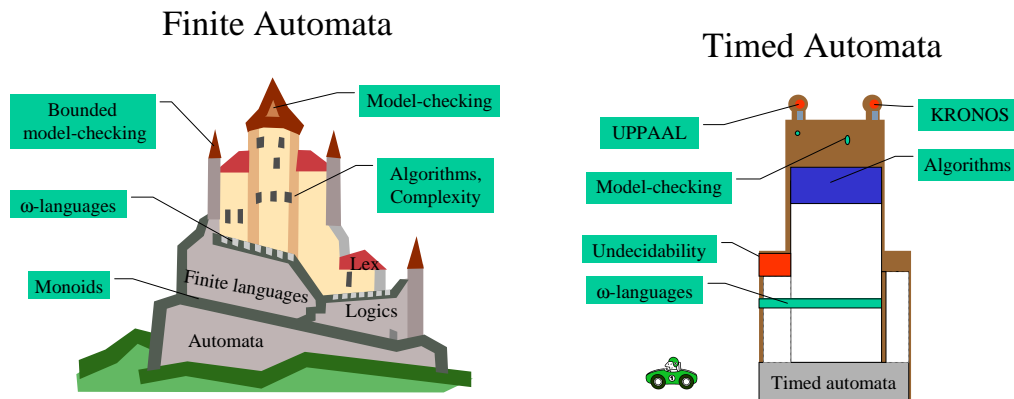 Finite Automata
Bounded
model-checking
Model-checking
Algorithms,
Complexity
ω-languages
Monoids
Finite languages
Lex
Logics
Automata
Timed Automata
UPPAAL
KRONOS
Algorithms
Model-checking
Undecidability
ω-languages
Timed automata